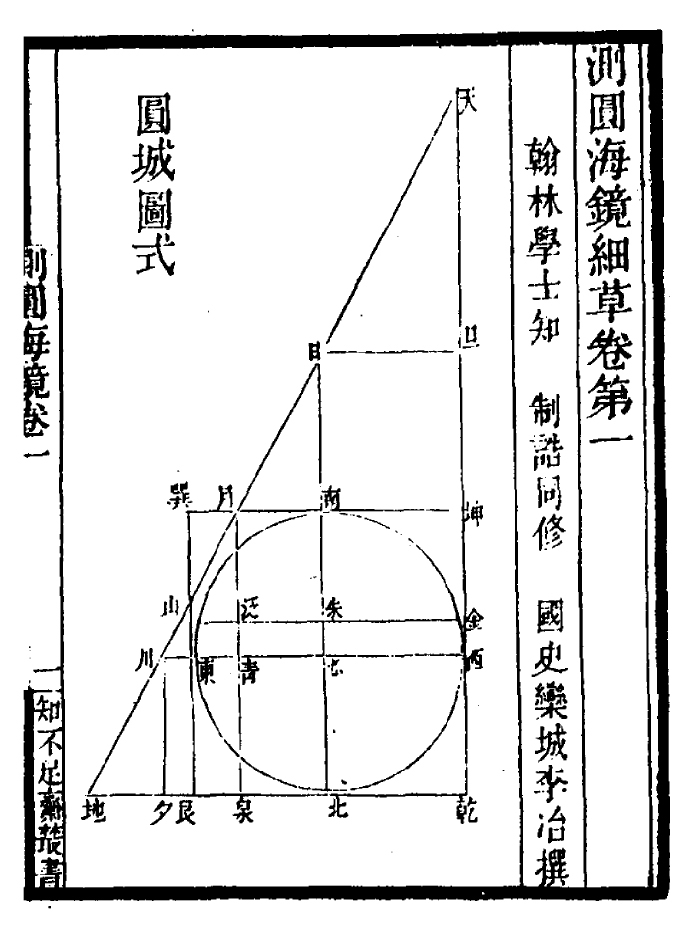 測圓海鏡細草卷第一
翰林學士知 制誥同修 國史欒城李冶撰
圓城圖式
天
日
旦
巽
月
南
坤
山
泛
朱
金
川
東
青
心
西
地
夕
艮
泉
北
乾
測圓海鏡卷一
一
知不足齋叢書